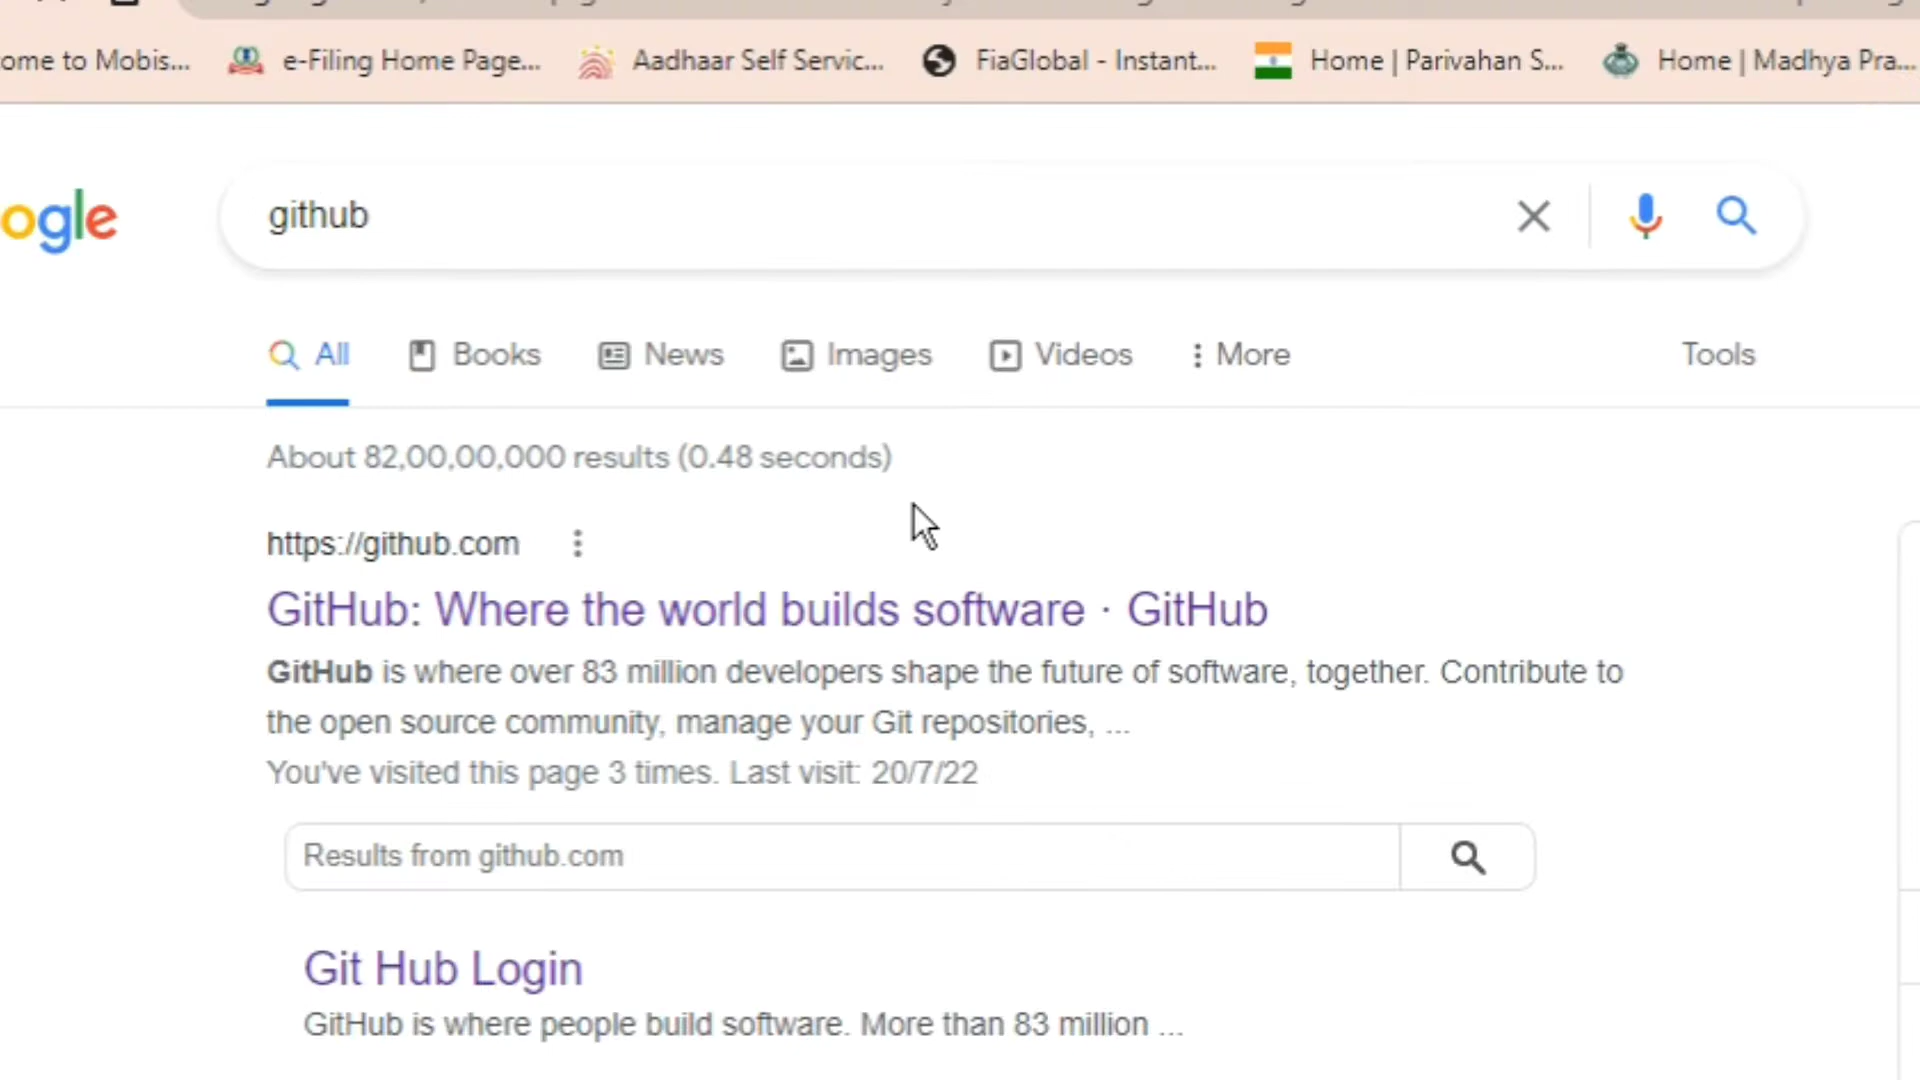 ome to Mobis... e-Filing Home Page... Aadhaar Self Servic... FiaGlobal - Instant... Home | Parivahan S... Home | Madhya Pra...
ogle github
All Books News Images Videos More Tools
About 82,00,00,000 results (0.48 seconds)
https://github.com
GitHub: Where the world builds software · GitHub
GitHub is where over 83 million developers shape the future of software, together. Contribute to
the open source community, manage your Git repositories, ...
You've visited this page 3 times. Last visit: 20/7/22
Results from github.com
Git Hub Login
GitHub is where people build software. More than 83 million ...